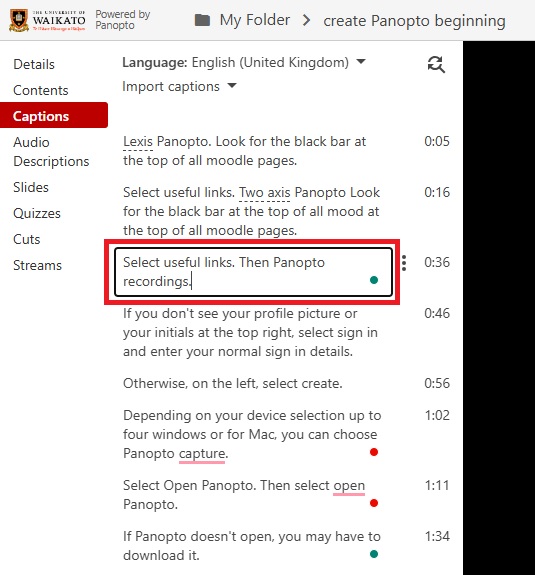 THE UNIVERSITY OF
WAIKATO
Te Whare Wānanga o Waikato
Powered by
Panopto
My Folder > create Panopto beginning
Details
Contents
Captions
Audio
Descriptions
Slides
Quizzes
Cuts
Streams
Language: English (United Kingdom)
Import captions
Lexis Panopto. Look for the black bar at
the top of all moodle pages.
0:05
Select useful links. Two axis Panopto Look
for the black bar at the top of all mood at
the top of all moodle pages.
0:16
Select useful links. Then Panopto
recordings.
0:36
If you don't see your profile picture or
your initials at the top right, select sign in
and enter your normal sign in details.
0:46
Otherwise, on the left, select create.
0:56
Depending on your device selection up to
four windows or for Mac, you can choose
Panopto capture.
1:02
Select Open Panopto. Then select open
Panopto.
1:11
If Panopto doesn't open, you may have to
download it.
1:34